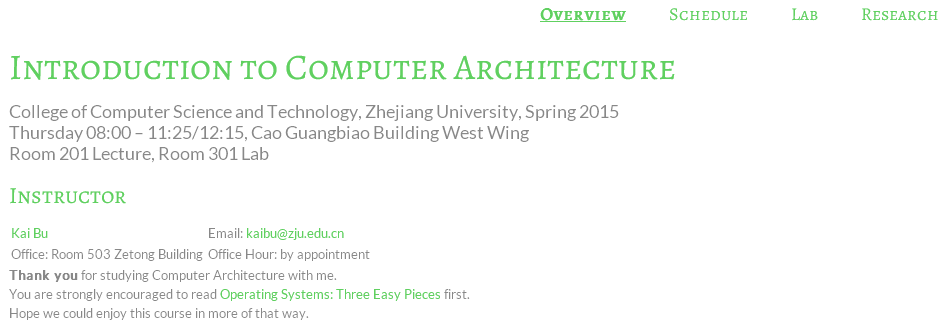 Overview Schedule Lab Research
Introduction to Computer Architecture
College of Computer Science and Technology, Zhejiang University, Spring 2015
Thursday 08:00 – 11:25/12:15, Cao Guangbiao Building West Wing
Room 201 Lecture, Room 301 Lab
Instructor
Kai Bu Email: kaibu@zju.edu.cn
Office: Room 503 Zetong Building Office Hour: by appointment
Thank you for studying Computer Architecture with me.
You are strongly encouraged to read Operating Systems: Three Easy Pieces first.
Hope we could enjoy this course in more of that way.